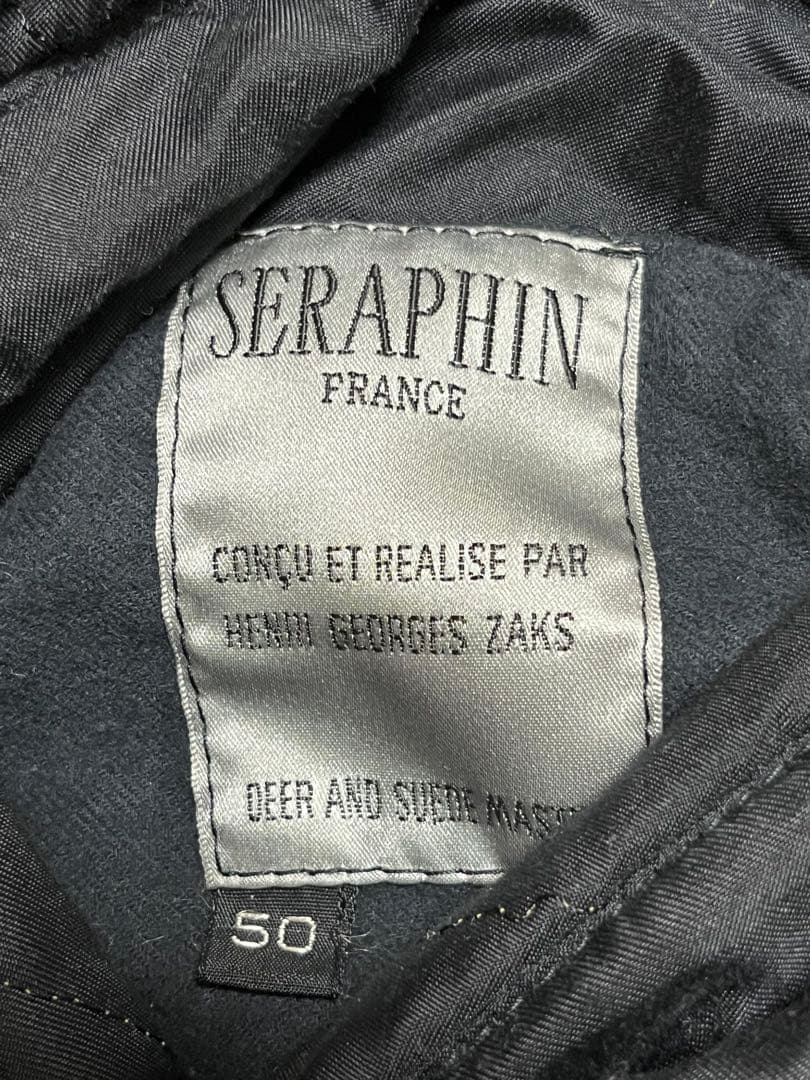 SERAPHIN
FRANCE
CONÇU ET REALISE PAR
HENRI GEORGES ZAKS
DEER AND SUEDE
50